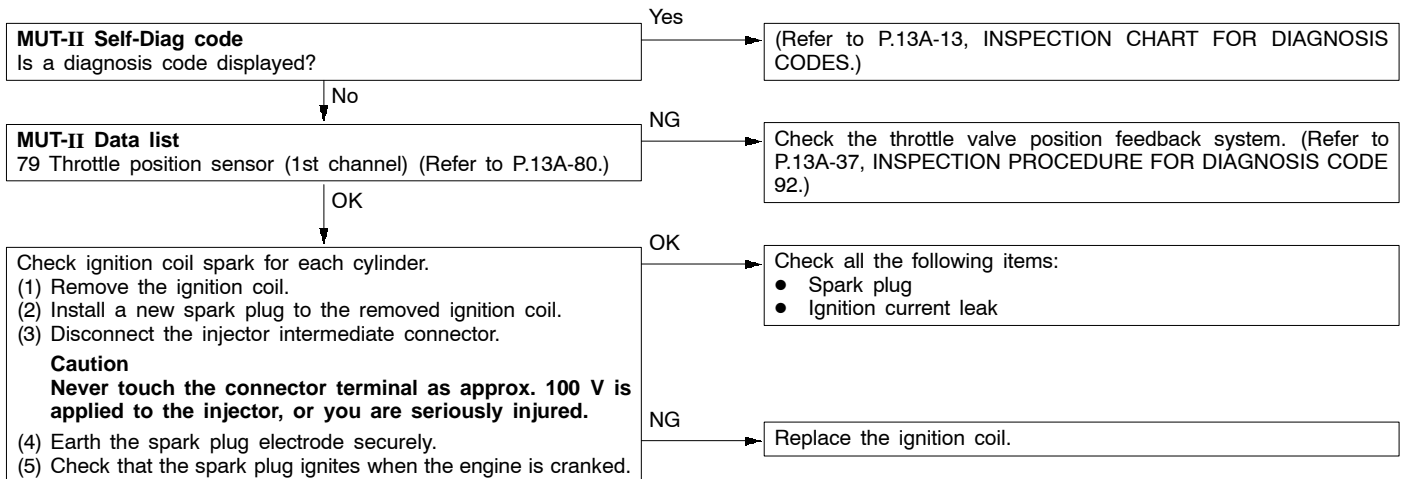 MUT-II Self-Diag code
Is a diagnosis code displayed?
Yes
(Refer to P.13A-13, INSPECTION CHART FOR DIAGNOSIS
CODES.)
No
MUT-II Data list
79 Throttle position sensor (1st channel) (Refer to P.13A-80.)
NG
Check the throttle valve position feedback system. (Refer to
P.13A-37, INSPECTION PROCEDURE FOR DIAGNOSIS CODE
92.)
OK
Check ignition coil spark for each cylinder.
(1) Remove the ignition coil.
(2) Install a new spark plug to the removed ignition coil.
(3) Disconnect the injector intermediate connector.
Caution
Never touch the connector terminal as approx. 100 V is
applied to the injector, or you are seriously injured.
(4) Earth the spark plug electrode securely.
(5) Check that the spark plug ignites when the engine is cranked.
OK
Check all the following items:
● Spark plug
● Ignition current leak
NG
Replace the ignition coil.